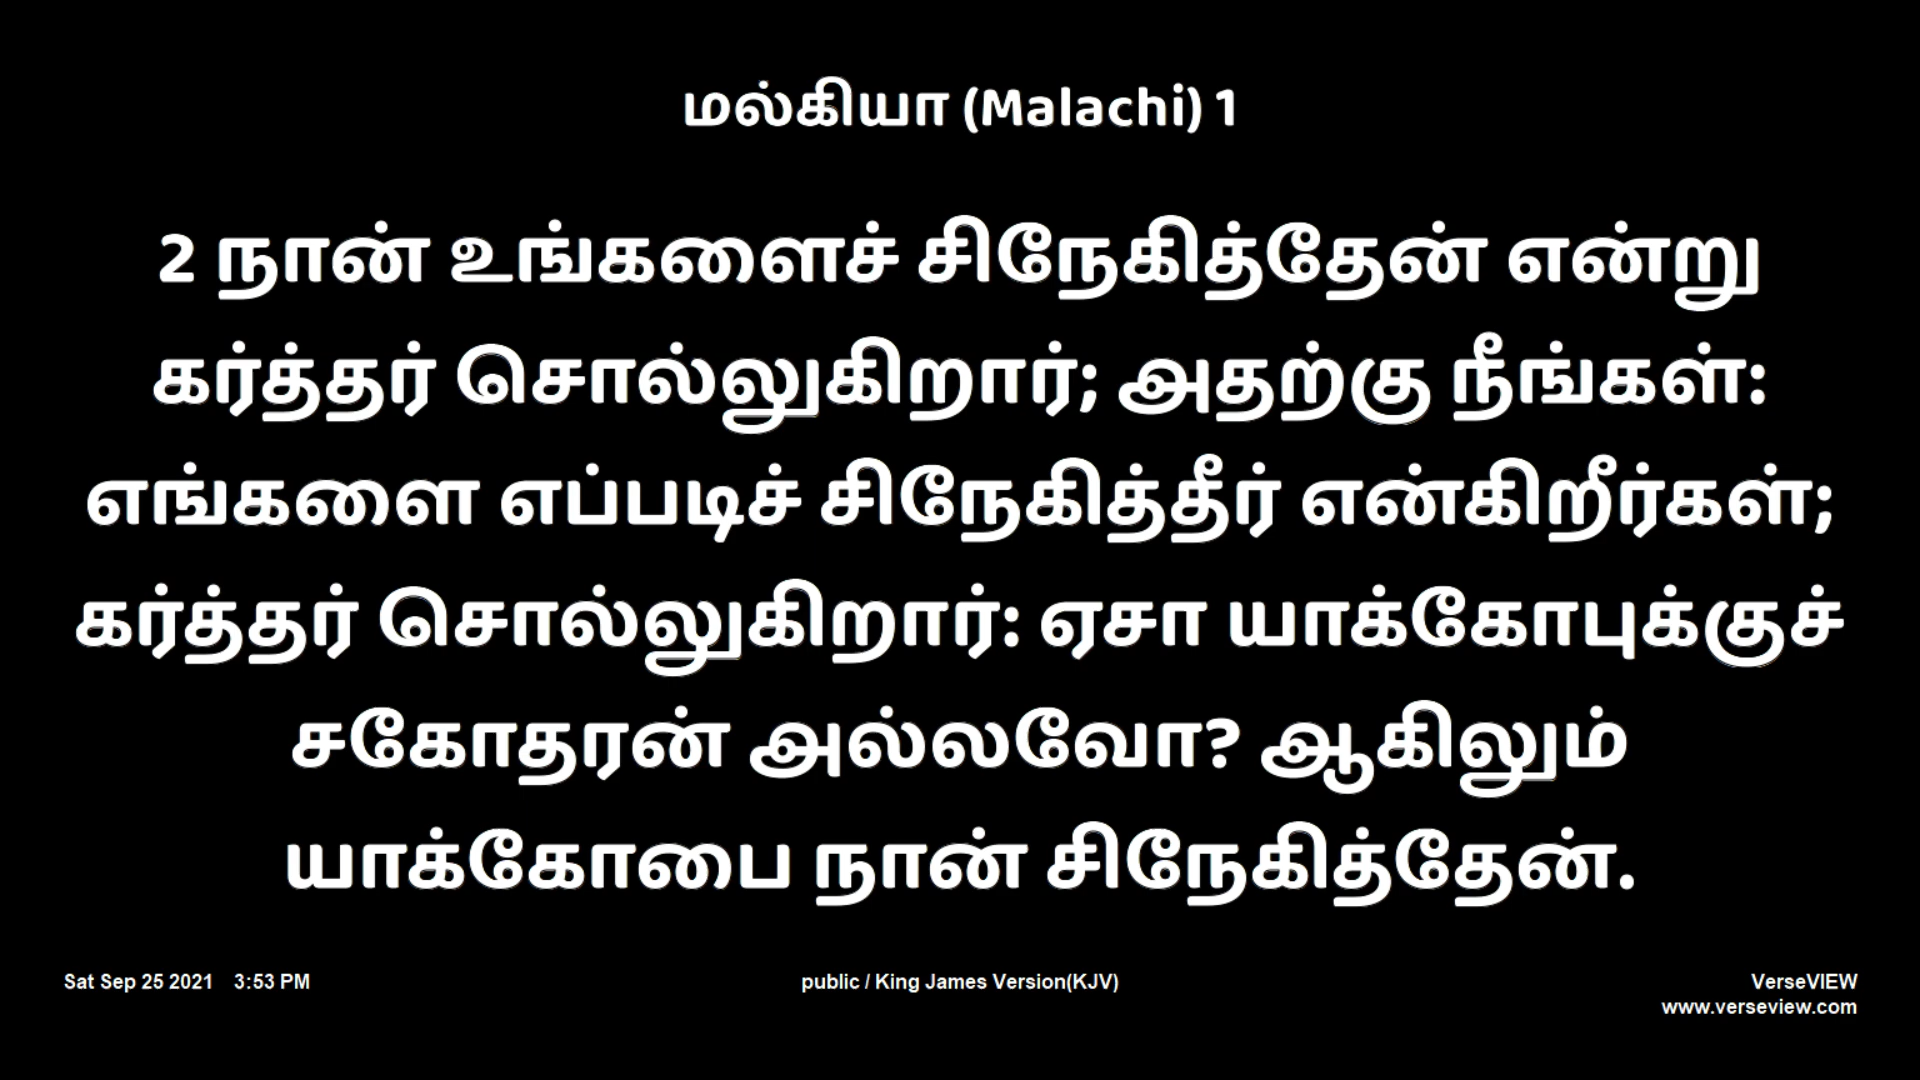 மல்கியா (Malachi) 1
2 நான் உங்களைச் சிநேகித்தேன் என்று
கர்த்தர் சொல்லுகிறார்; அதற்கு நீங்கள்:
எங்களை எப்படிச் சிநேகித்தீர் என்கிறீர்கள்;
கர்த்தர் சொல்லுகிறார்: ஏசா யாக்கோபுக்குச்
சகோதரன் அல்லவோ? ஆகிலும்
யாக்கோபை நான் சிநேகித்தேன்.
Sat Sep 25 2021 3:53 PM
public / King James Version(KJV)
VerseVIEW
www.verseview.com